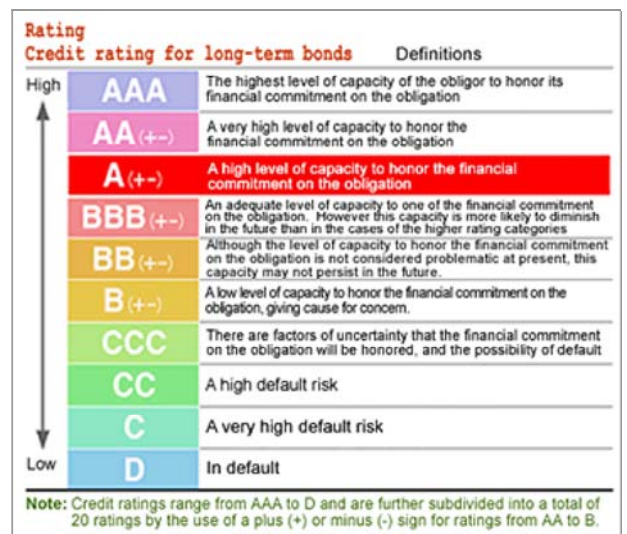 Rating
Credit rating for long-term bonds Definitions
High
AAA The highest level of capacity of the obligor to honor its
financial commitment on the obligation
AA (+-) A very high level of capacity to honor the
financial commitment on the obligation
A (+-) A high level of capacity to honor the financial
commitment on the obligation
BBB (+-) An adequate level of capacity to one of the financial commitment
on the obligation. However this capacity is more likely to diminish
in the future than in the cases of the higher rating categories
BB (+-) Although the level of capacity to honor the financial commitment
on the obligation is not considered problematic at present, this
capacity may not persist in the future.
B (+-) A low level of capacity to honor the financial commitment on the
obligation, giving cause for concern.
CCC There are factors of uncertainty that the financial commitment
on the obligation will be honored, and the possibility of default
CC A high default risk
C A very high default risk
Low
D In default
Note: Credit ratings range from AAA to D and are further subdivided into a total of
20 ratings by the use of a plus (+) or minus (-) sign for ratings from AA to B.